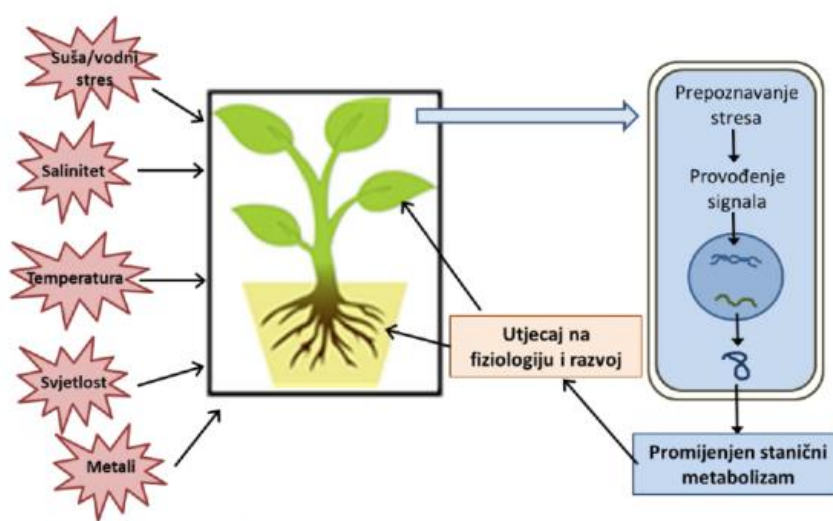 Suša/vodni
stres
Salinitet
Temperatura
Svjetlost
Metali
Prepoznavanje
stresa
Provođenje
signala
Utjecaj na
fiziologiju i razvoj
Promijenjen stanični
metabolizam